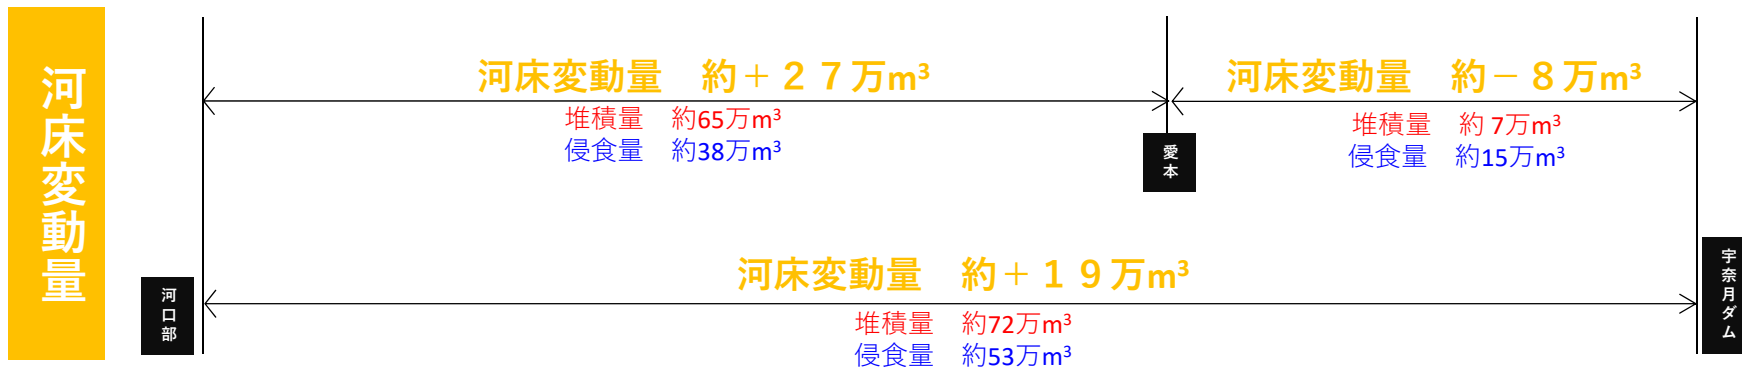 河床変動量
河床変動量　約＋２７万m³
堆積量　約65万m³
侵食量　約38万m³
河床変動量　約－８万m³
堆積量　約 7万m³
侵食量　約15万m³
愛本
河床変動量　約＋１９万m³
堆積量　約72万m³
侵食量　約53万m³
河口部
宇奈月ダム